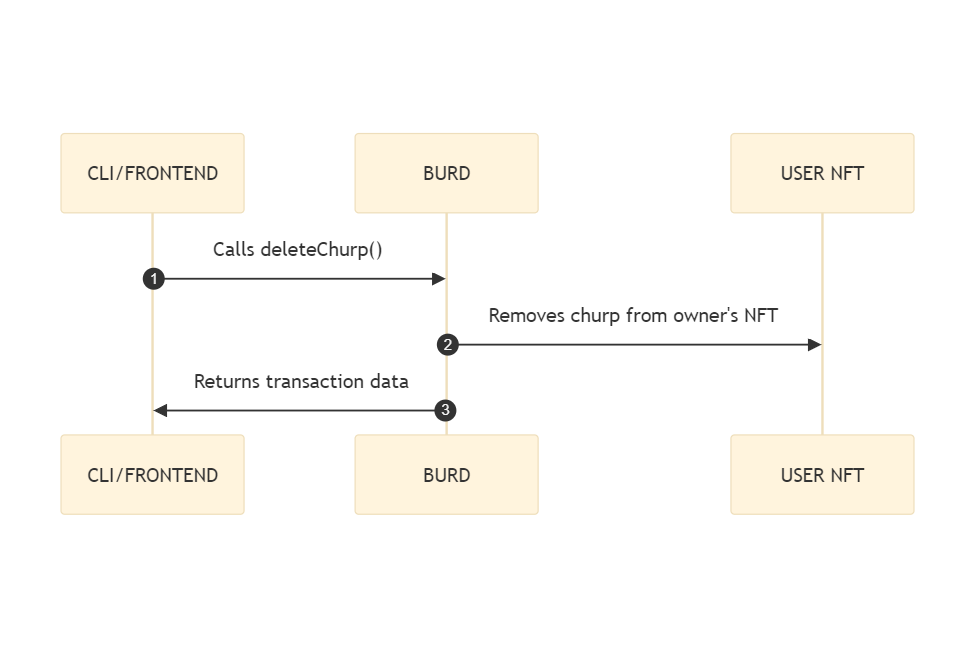 CLI/FRONTEND
BURD
USER NFT
Calls deleteChurp()
1
Removes churp from owner's NFT
2
Returns transaction data
3
CLI/FRONTEND
BURD
USER NFT